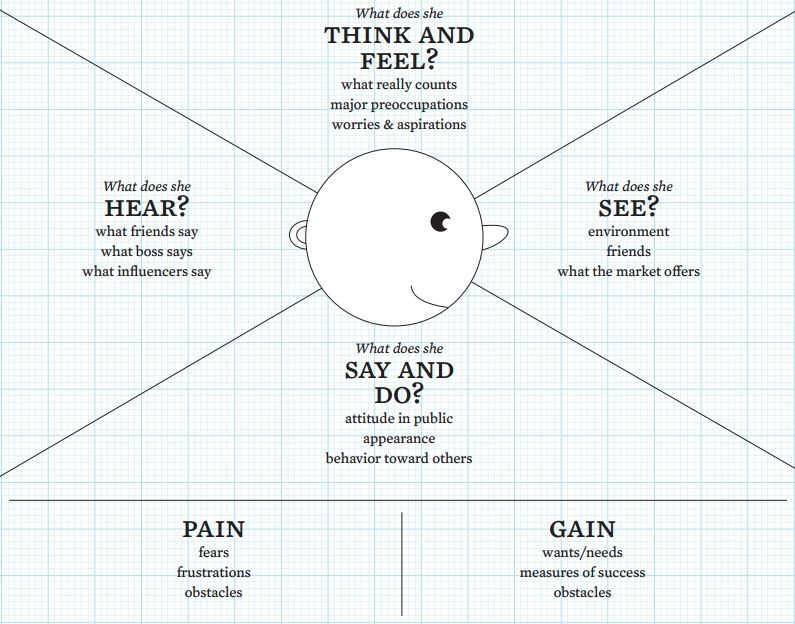 What does she
THINK AND
FEEL?
what really counts
major preoccupations
worries & aspirations
What does she
HEAR?
what friends say
what boss says
what influencers say
What does she
SEE?
environment
friends
what the market offers
What does she
SAY AND
DO?
attitude in public
appearance
behavior toward others
PAIN
fears
frustrations
obstacles
GAIN
wants/needs
measures of success
obstacles